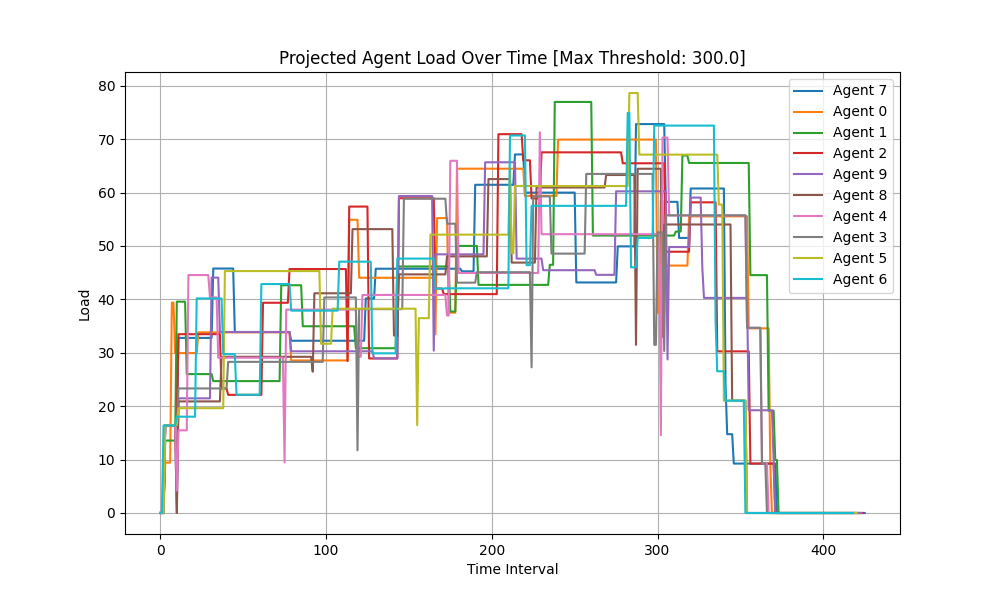 Projected Agent Load Over Time [Max Threshold: 300.0]
80
70
60
50
40
30
20
10
0
Load
0 100 200 300 400
Time Interval
Agent 7
Agent 0
Agent 1
Agent 2
Agent 9
Agent 8
Agent 4
Agent 3
Agent 5
Agent 6